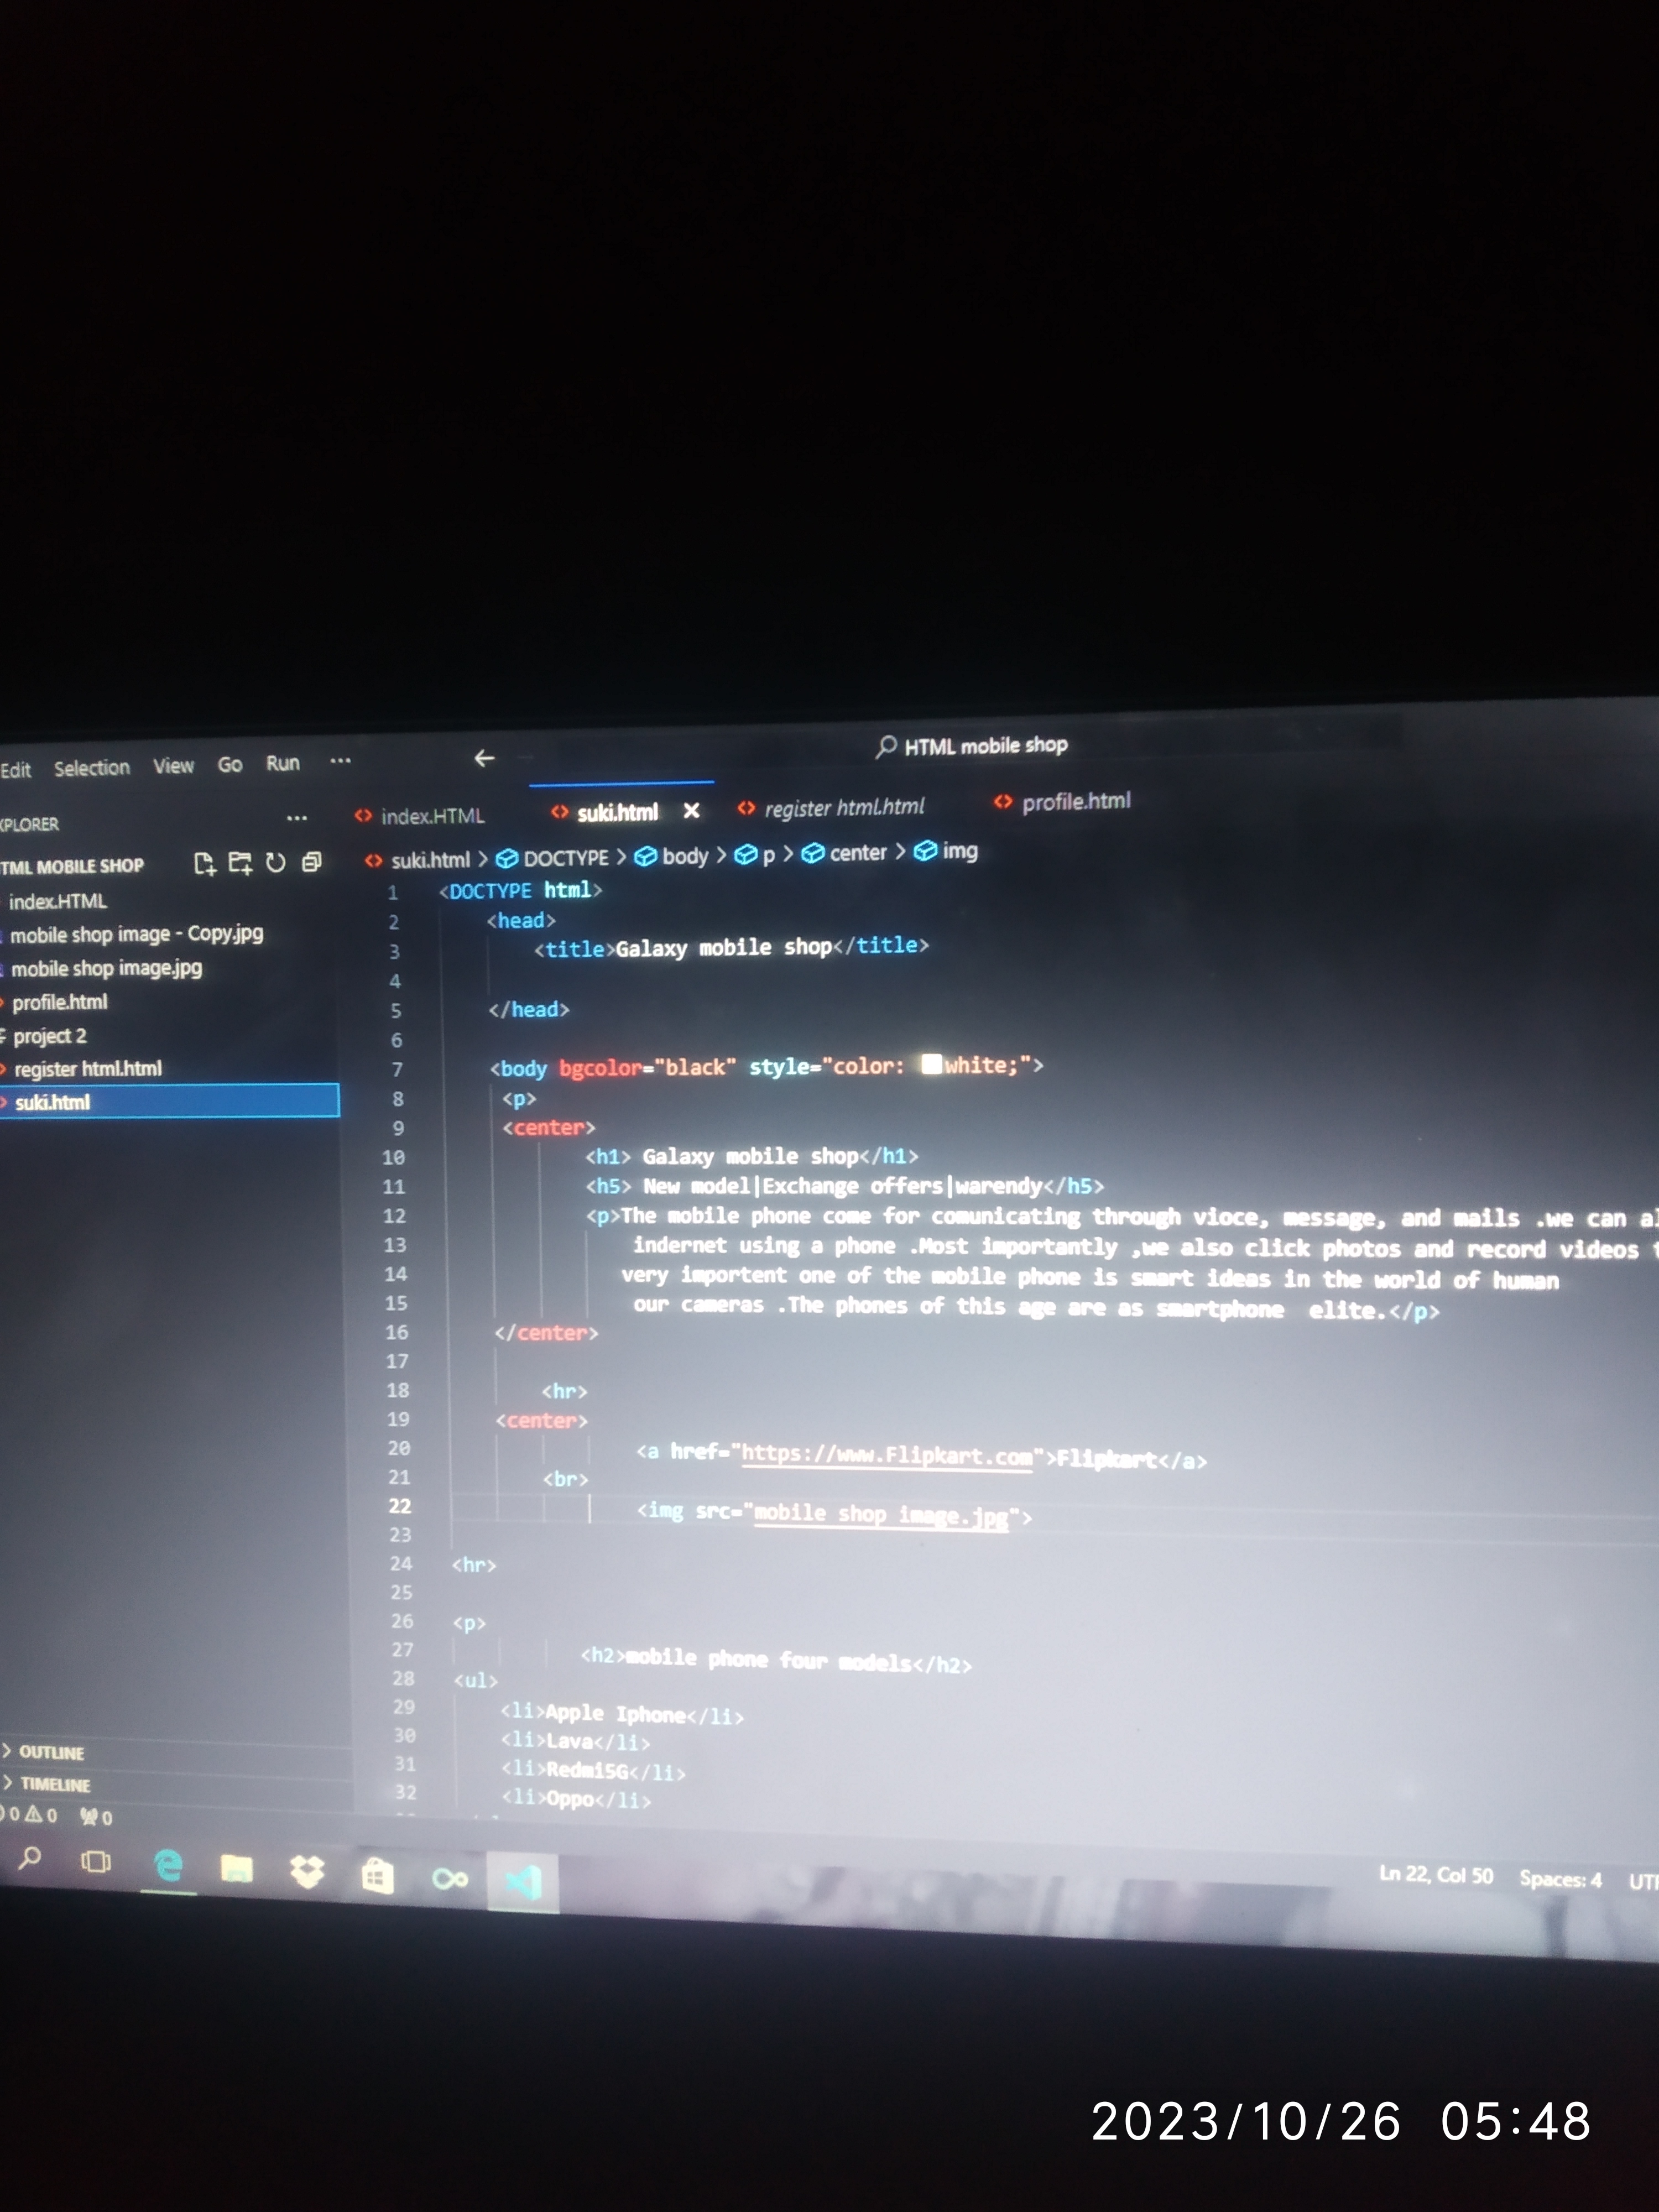 Edit Selection View Go Run ...
HTML mobile shop
XPLORER ...
index.HTML suki.html register html.html profile.html
TML MOBILE SHOP
suki.html > DOCTYPE > body > p > center > img
index.HTML
mobile shop image - Copy.jpg
mobile shop image.jpg
profile.html
project 2
register html.html
suki.html
1 <DOCTYPE html>
2 <head>
3 <title>Galaxy mobile shop</title>
4
5 </head>
6
7 <body bgcolor="black" style="color: white;">
8 <p>
9 <center>
10 <h1> Galaxy mobile shop</h1>
11 <h5> New model|Exchange offers|warendy</h5>
12 <p>The mobile phone come for comunicating through vioce, message, and mails .we can al
13 indernet using a phone .Most importantly ,we also click photos and record videos t
14 very importent one of the mobile phone is smart ideas in the world of human
15 our cameras .The phones of this age are as smartphone elite.</p>
16 </center>
17
18 <hr>
19 <center>
20 <a href="https://www.Flipkart.com">Flipkart</a>
21 <br>
22 <img src="mobile shop image.jpg">
23
24 <hr>
25
26 <p>
27 <h2>mobile phone four models</h2>
28 <ul>
29 <li>Apple Iphone</li>
30 <li>Lava</li>
31 <li>Redmi5G</li>
32 <li>Oppo</li>
> OUTLINE
> TIMELINE
0 0 0
Ln 22, Col 50 Spaces: 4 UTF
2023/10/26 05:48